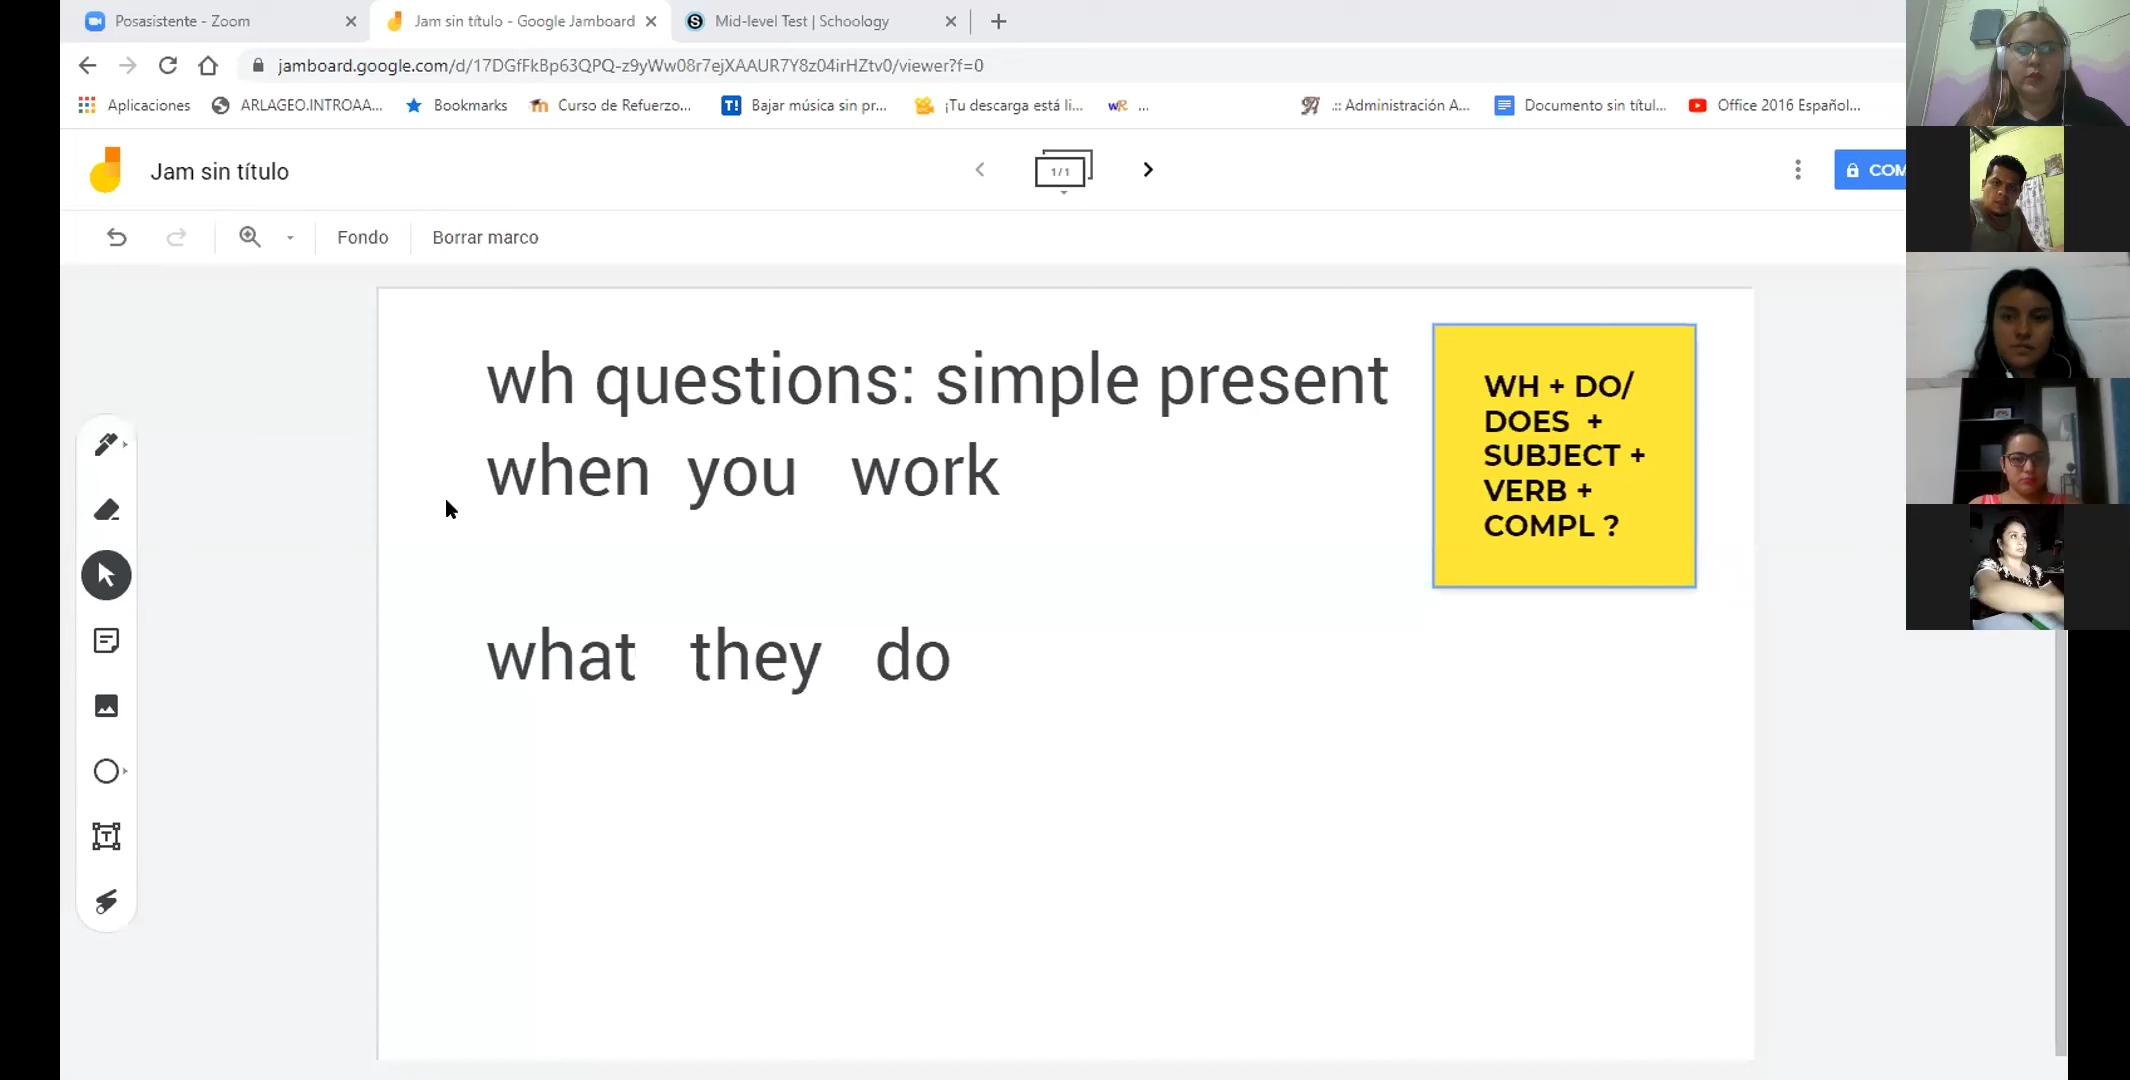 Posasistente - Zoom
Jam sin título - Google Jamboard
Mid-level Test | Schoology
jamboard.google.com/d/17DGfFkBp63QPQ-z9yWw08r7ejXAAUR7Y8z04irHZtv0/viewer?f=0
Aplicaciones
ARLAGEO.INTROAA...
Bookmarks
Curso de Refuerzo...
Bajar música sin pr...
¡Tu descarga está li...
...
.:: Administración A...
Documento sin títul...
Office 2016 Español...
Jam sin título
1/1
COM
Fondo
Borrar marco
wh questions: simple present
when you work
what they do
WH + DO/
DOES +
SUBJECT +
VERB +
COMPL ?